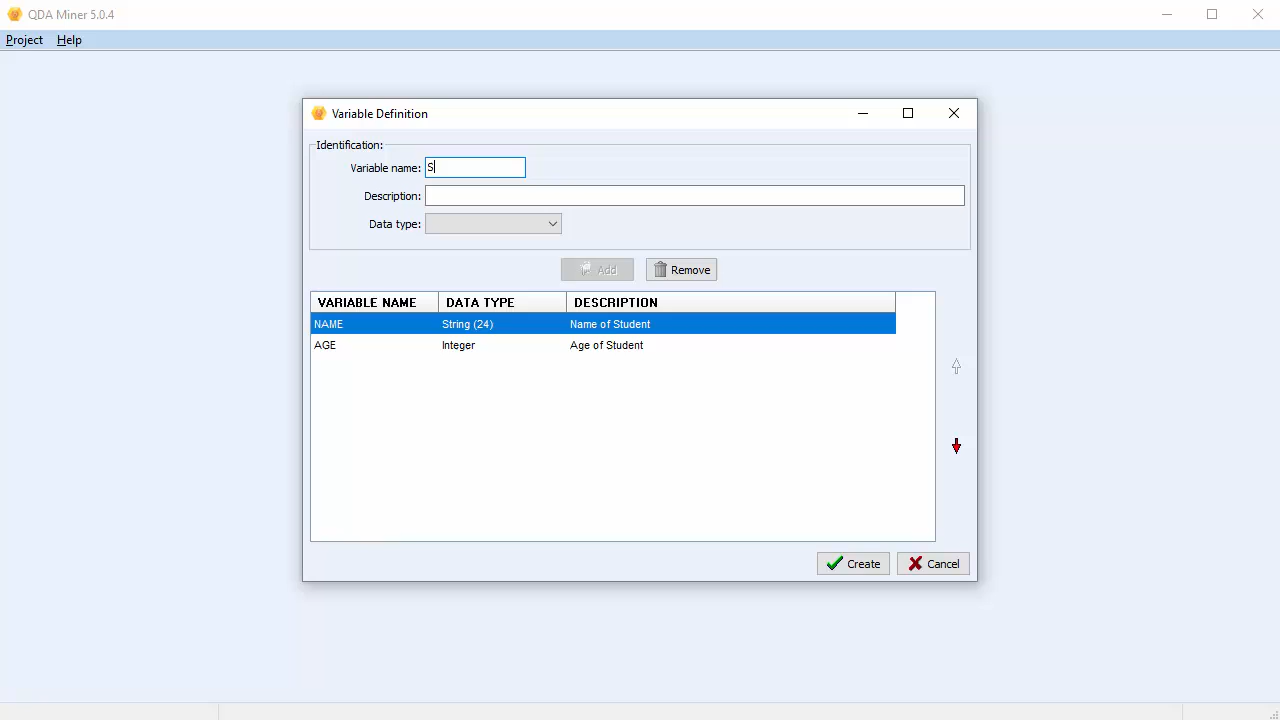 QDA Miner 5.0.4
Project Help
Variable Definition
Identification:
Variable name: S
Description:
Data type:
Add Remove
VARIABLE NAME DATA TYPE DESCRIPTION
NAME String (24) Name of Student
AGE Integer Age of Student
Create Cancel